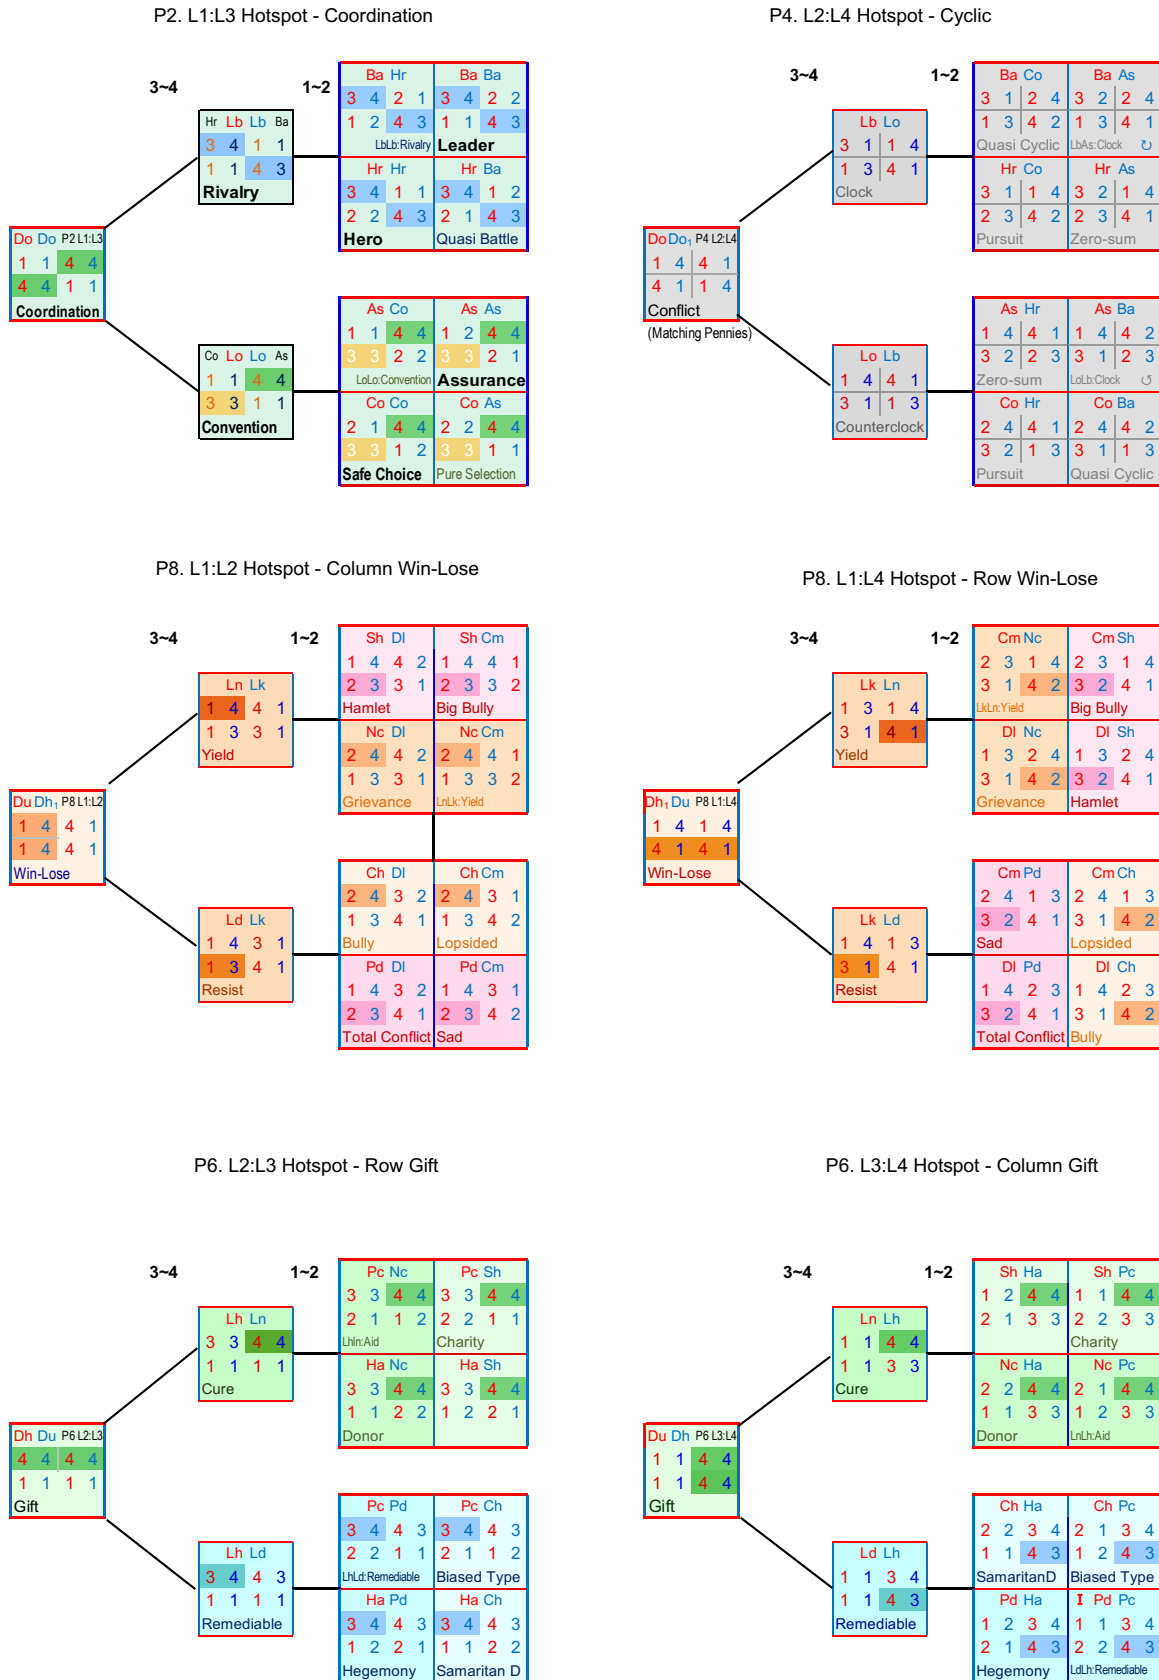 P2. L1:L3 Hotspot - Coordination
3~4
1~2
Hr Lb Lb Ba
3 4 1 1
1 1 4 3
Rivalry
Ba Hr
3 4 2 1
1 2 4 3
LbLb:Rivalry
Ba Ba
3 4 2 2
1 1 4 3
Leader
Hr Hr
3 4 1 1
2 2 4 3
Hero
Hr Ba
3 4 1 2
2 1 4 3
Quasi Battle
Do Do P2 L1:L3
1 1 4 4
4 4 1 1
Coordination
Co Lo Lo As
1 1 4 4
3 3 1 1
Convention
As Co
1 1 4 4
3 3 2 2
LoLo:Convention
As As
1 2 4 4
3 3 2 1
Assurance
Co Co
2 1 4 4
3 3 1 2
Safe Choice
Co As
2 2 4 4
3 3 1 1
Pure Selection
P4. L2:L4 Hotspot - Cyclic
3~4
1~2
Lb Lo
3 1 1 4
1 3 4 1
Clock
Ba Co
3 1 2 4
1 3 4 2
Quasi Cyclic
Ba As
3 2 2 4
1 3 4 1
LbAs:Clock ↻
Hr Co
3 1 1 4
2 3 4 2
Pursuit
Hr As
3 2 1 4
2 3 4 1
Zero-sum
Do Do1 P4 L2:L4
1 4 4 1
4 1 1 4
Conflict
(Matching Pennies)
Lo Lb
1 4 4 1
3 1 1 3
Counterclock
As Hr
1 4 4 1
3 2 2 3
Zero-sum
As Ba
1 4 4 2
3 1 2 3
LoLb:Clock ↺
Co Hr
2 4 4 1
3 2 1 3
Pursuit
Co Ba
2 4 4 2
3 1 1 3
Quasi Cyclic
P8. L1:L2 Hotspot - Column Win-Lose
3~4
1~2
Ln Lk
1 4 4 1
1 3 3 1
Yield
Sh Dl
1 4 4 2
2 3 3 1
Hamlet
Sh Cm
1 4 4 1
2 3 3 2
Big Bully
Nc Dl
2 4 4 2
1 3 3 1
Grievance
Nc Cm
2 4 4 1
1 3 3 2
LnLk:Yield
Du Dh1 P8 L1:L2
1 4 4 1
1 4 4 1
Win-Lose
Ld Lk
1 4 3 1
1 3 4 1
Resist
Ch Dl
2 4 3 2
1 3 4 1
Bully
Ch Cm
2 4 3 1
1 3 4 2
Lopsided
Pd Dl
1 4 3 2
2 3 4 1
Total Conflict
Pd Cm
1 4 3 1
2 3 4 2
Sad
P8. L1:L4 Hotspot - Row Win-Lose
3~4
1~2
Lk Ln
1 3 1 4
3 1 4 1
Yield
Cm Nc
2 3 1 4
3 1 4 2
LkLn:Yield
Cm Sh
2 3 1 4
3 2 4 1
Big Bully
Dl Nc
1 3 2 4
3 1 4 2
Grievance
Dl Sh
1 3 2 4
3 2 4 1
Hamlet
Dh1 Du P8 L1:L4
1 4 1 4
4 1 4 1
Win-Lose
Lk Ld
1 4 1 3
3 1 4 1
Resist
Cm Pd
2 4 1 3
3 2 4 1
Sad
Cm Ch
2 4 1 3
3 1 4 2
Lopsided
Dl Pd
1 4 2 3
3 2 4 1
Total Conflict
Dl Ch
1 4 2 3
3 1 4 2
Bully
P6. L2:L3 Hotspot - Row Gift
3~4
1~2
Lh Ln
3 3 4 4
1 1 1 1
Cure
Pc Nc
3 3 4 4
2 1 1 2
Lhln:Aid
Pc Sh
3 3 4 4
2 2 1 1
Charity
Ha Nc
3 3 4 4
1 1 2 2
Donor
Ha Sh
3 3 4 4
1 2 2 1
Dh Du P6 L2:L3
4 4 4 4
1 1 1 1
Gift
Lh Ld
3 4 4 3
1 1 1 1
Remediable
Pc Pd
3 4 4 3
2 2 1 1
LhLd:Remediable
Pc Ch
3 4 4 3
2 1 1 2
Biased Type
Ha Pd
3 4 4 3
1 2 2 1
Hegemony
Ha Ch
3 4 4 3
1 1 2 2
Samaritan D
P6. L3:L4 Hotspot - Column Gift
3~4
1~2
Ln Lh
1 1 4 4
1 1 3 3
Cure
Sh Ha
1 2 4 4
2 1 3 3
Sh Pc
1 1 4 4
2 2 3 3
Charity
Nc Ha
2 2 4 4
1 1 3 3
Donor
Nc Pc
2 1 4 4
1 2 3 3
LnLh:Aid
Du Dh P6 L3:L4
1 1 4 4
1 1 4 4
Gift
Ld Lh
1 1 3 4
1 1 4 3
Remediable
Ch Ha
2 2 3 4
1 1 4 3
SamaritanD
Ch Pc
2 1 3 4
1 2 4 3
Biased Type
Pd Ha
1 2 3 4
2 1 4 3
Hegemony
I Pd Pc
1 1 3 4
2 2 4 3
LdLh:Remediable